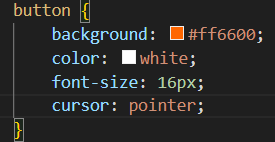 button {
background: #ff6600;
color: white;
font-size: 16px;
cursor: pointer;
}